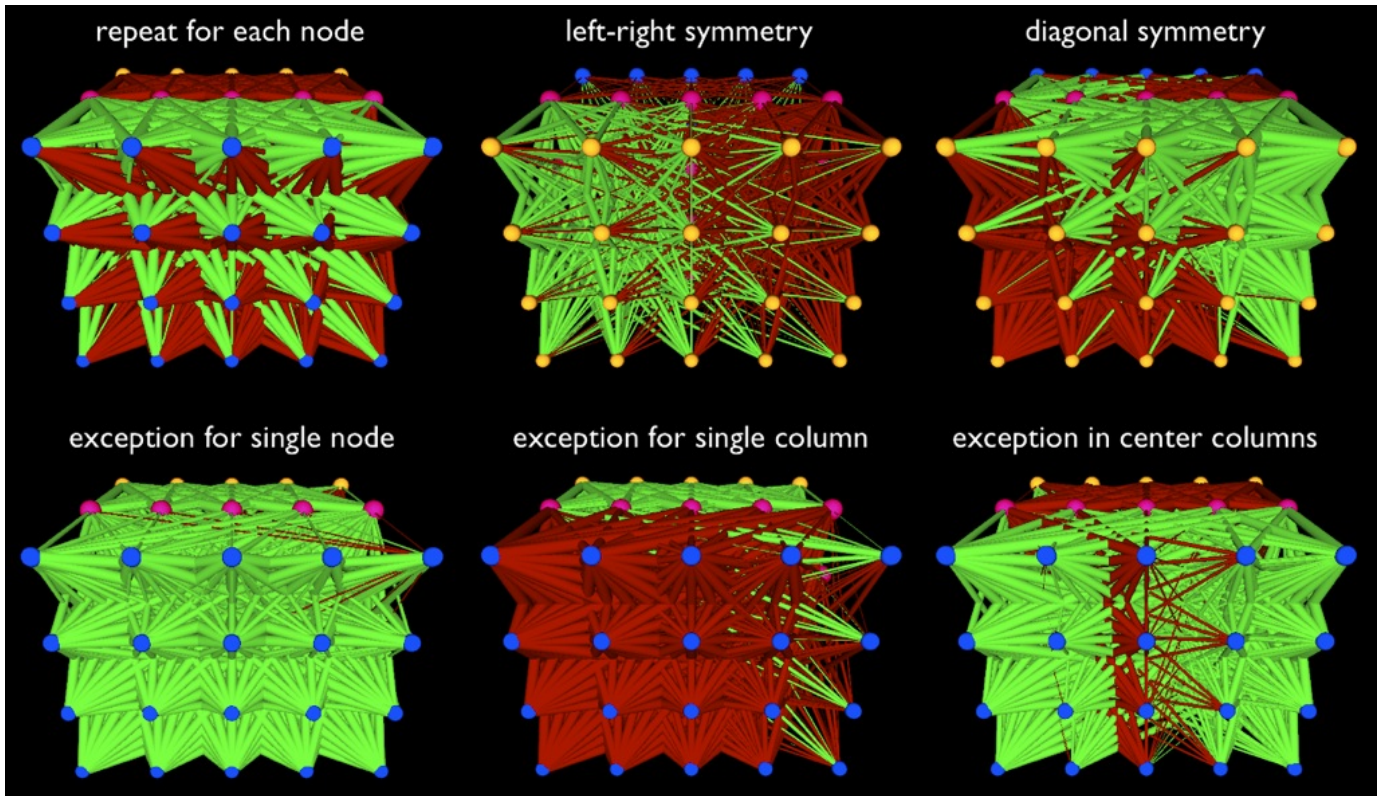 repeat for each node
left-right symmetry
diagonal symmetry
exception for single node
exception for single column
exception in center columns